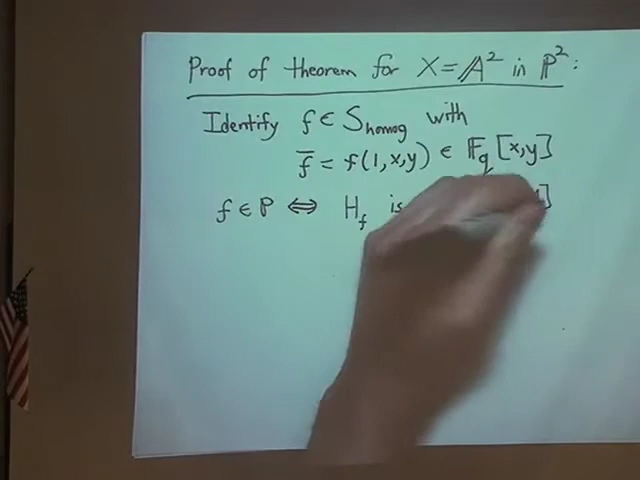 Proof of theorem for X = 𝔸² in ℙ² :
Identify f ∈ S_homog with
f̄ = f(1,x,y) ∈ 𝔽_q [x,y]
f ∈ P ⇔ H_f is